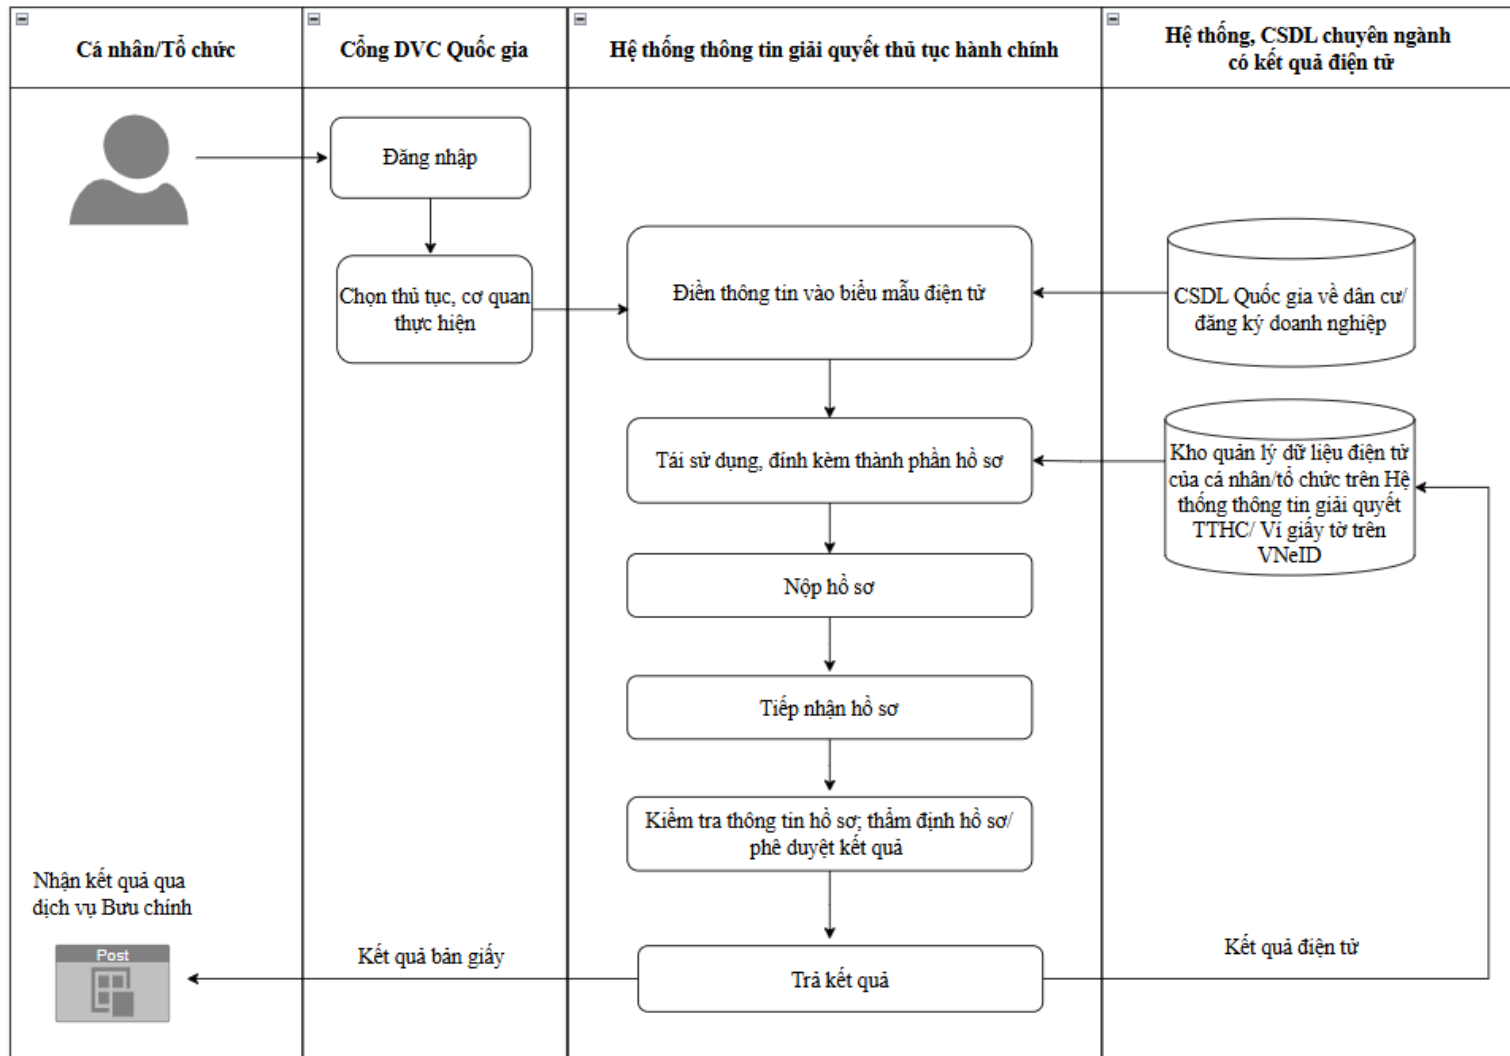 Cá nhân/Tổ chức
Cổng DVC Quốc gia
Hệ thống thông tin giải quyết thủ tục hành chính
Hệ thống, CSDL chuyên ngành
có kết quả điện tử
Đăng nhập
Chọn thủ tục, cơ quan
thực hiện
Điền thông tin vào biểu mẫu điện tử
CSDL Quốc gia về dân cư/
đăng ký doanh nghiệp
Tái sử dụng, đính kèm thành phần hồ sơ
Kho quản lý dữ liệu điện tử
của cá nhân/tổ chức trên Hệ
thống thông tin giải quyết
TTHC/ Ví giấy tờ trên
VNeID
Nộp hồ sơ
Tiếp nhận hồ sơ
Kiểm tra thông tin hồ sơ; thẩm định hồ sơ/
phê duyệt kết quả
Nhận kết quả qua
dịch vụ Bưu chính
Post
Kết quả bản giấy
Trả kết quả
Kết quả điện tử